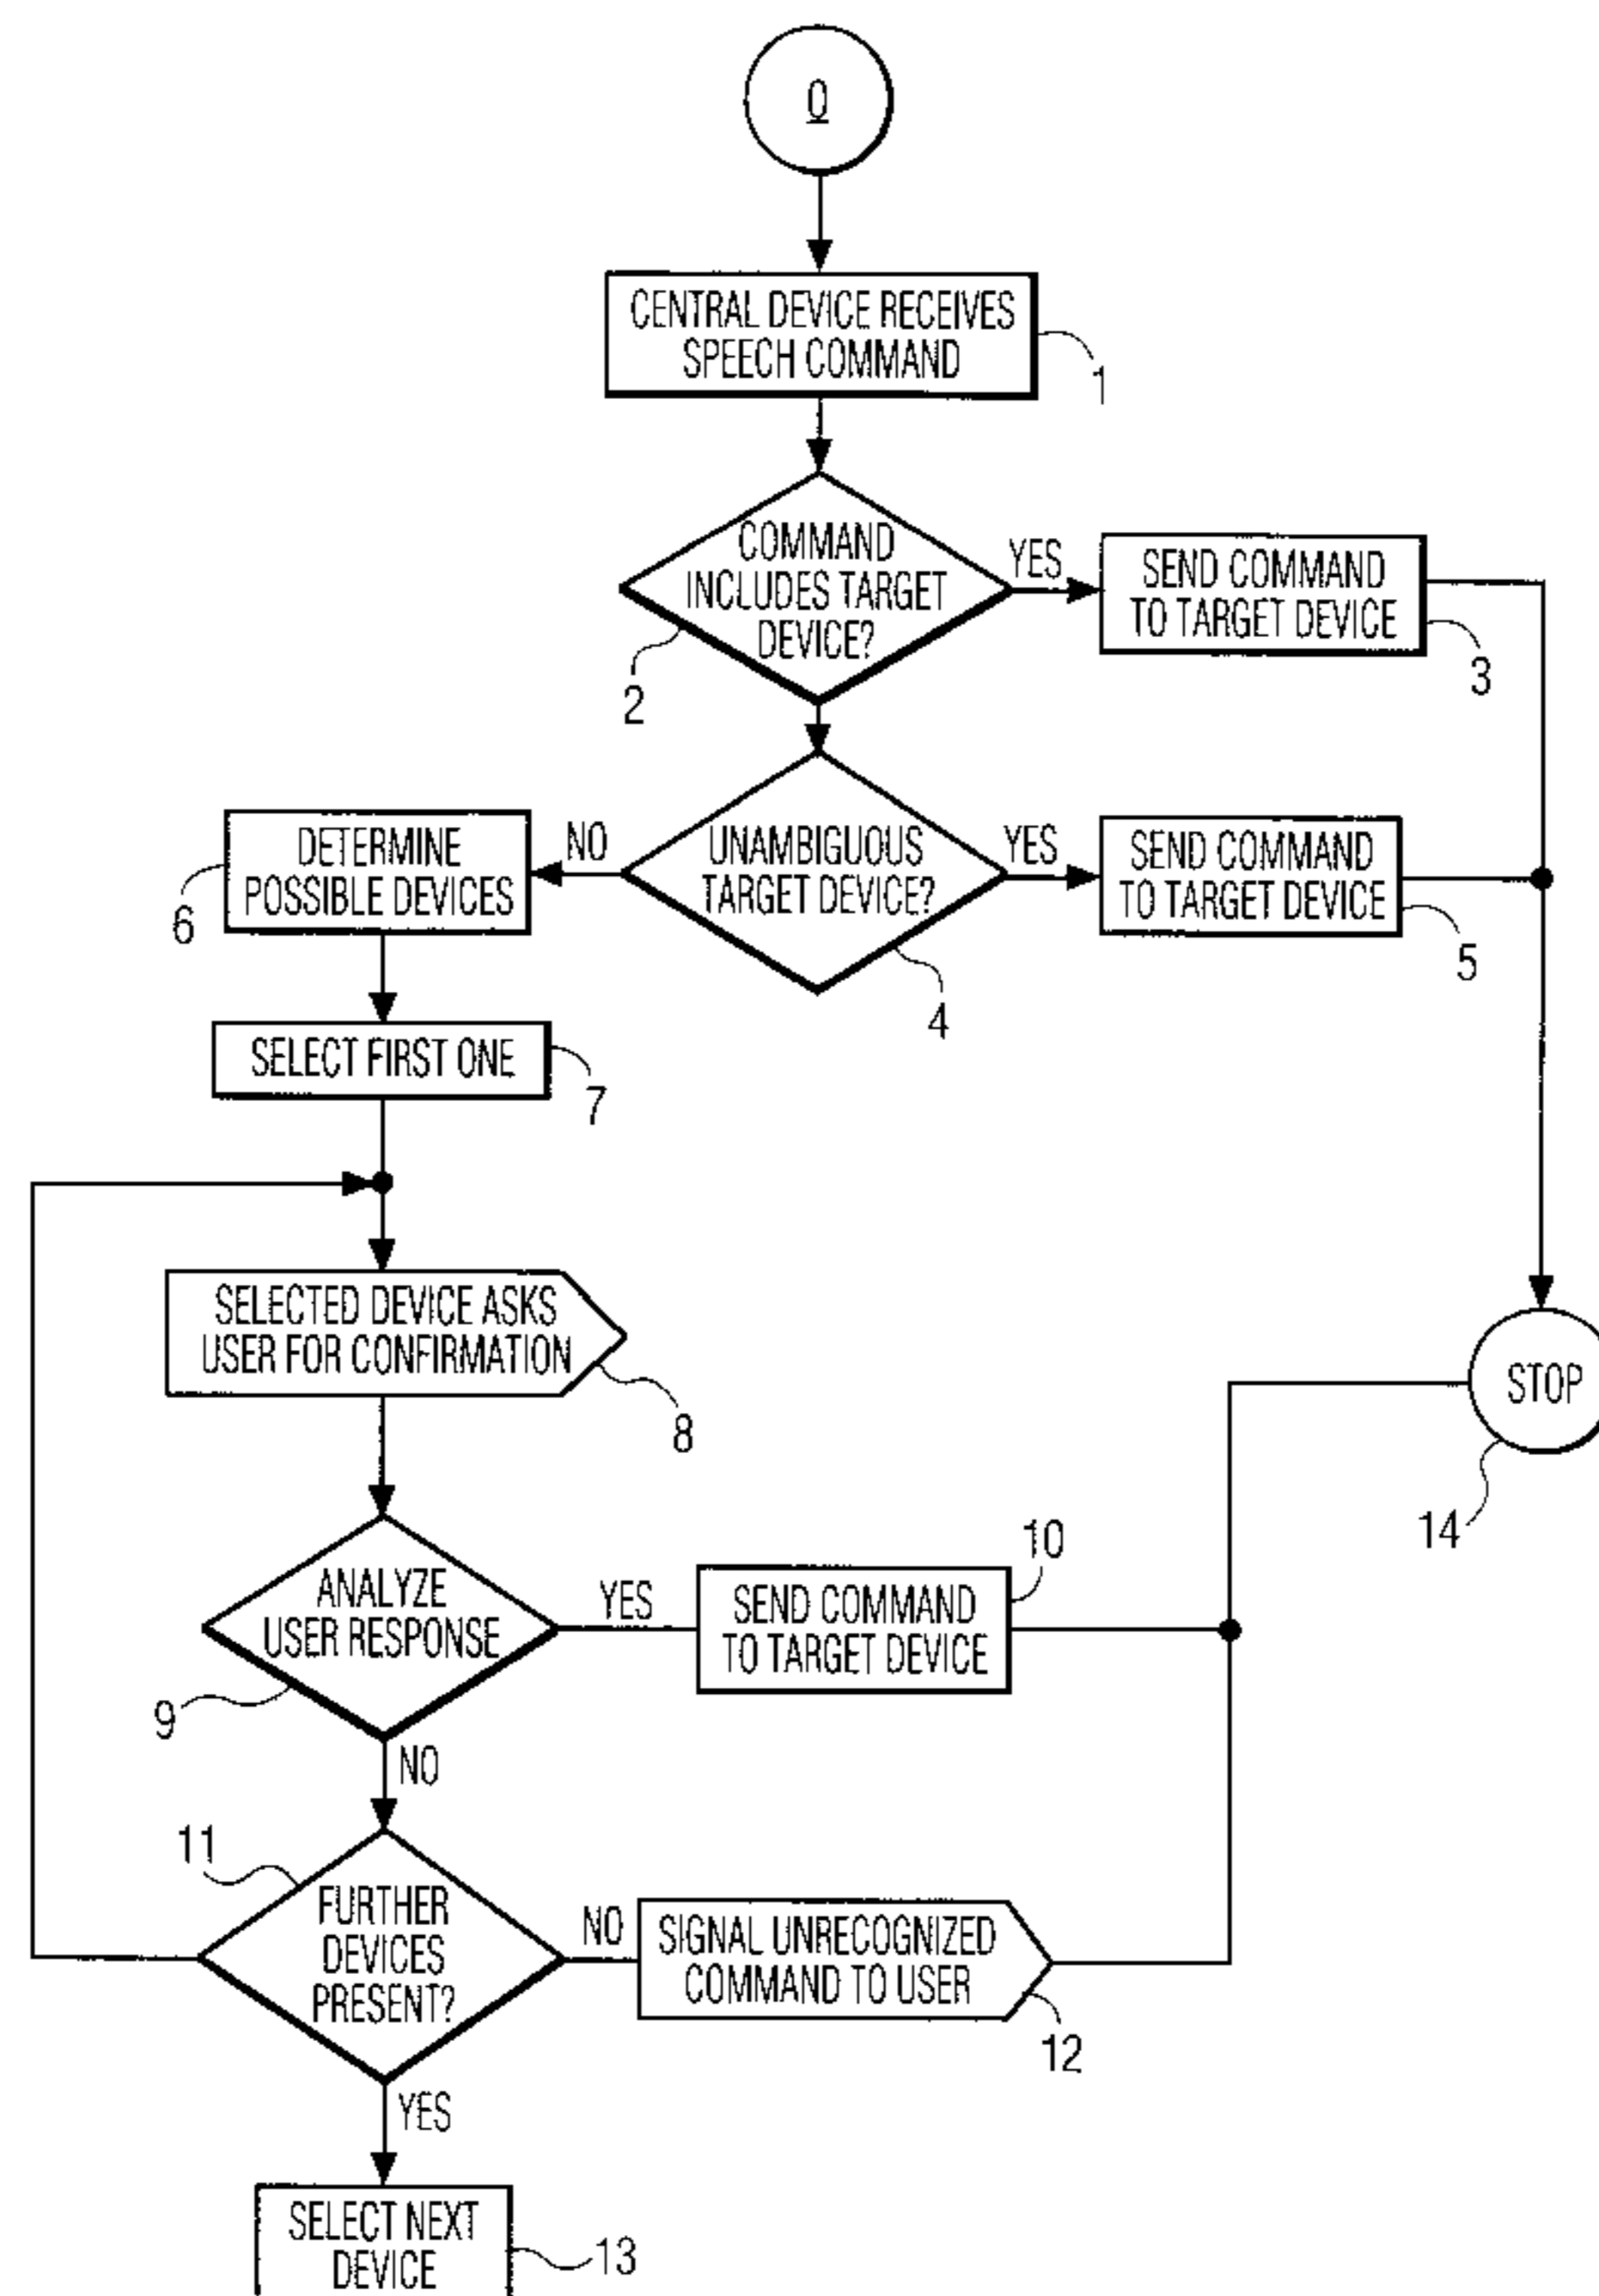 0
CENTRAL DEVICE RECEIVES
SPEECH COMMAND
1
COMMAND
INCLUDES TARGET
DEVICE?
2
YES
SEND COMMAND
TO TARGET DEVICE
3
UNAMBIGUOUS
TARGET DEVICE?
4
YES
SEND COMMAND
TO TARGET DEVICE
5
NO
DETERMINE
POSSIBLE DEVICES
6
SELECT FIRST ONE
7
SELECTED DEVICE ASKS
USER FOR CONFIRMATION
8
STOP
14
ANALYZE
USER RESPONSE
9
YES
SEND COMMAND
TO TARGET DEVICE
10
NO
11
FURTHER
DEVICES
PRESENT?
NO
SIGNAL UNRECOGNIZED
COMMAND TO USER
12
YES
SELECT NEXT
DEVICE
13